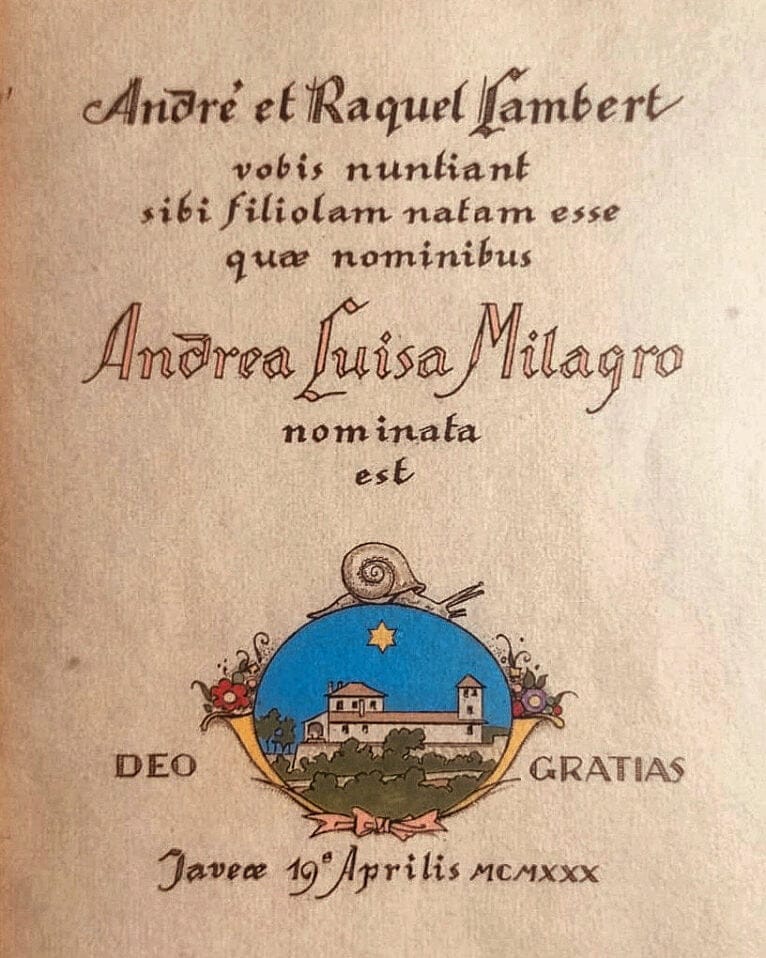 André et Raquel Lambert
vobis nuntiant
sibi filiolam natam esse
quæ nominibus
Andrea Luisa Milagro
nominata
est
DEO GRATIAS
Javeæ 19ª Aprilis MCMXXX